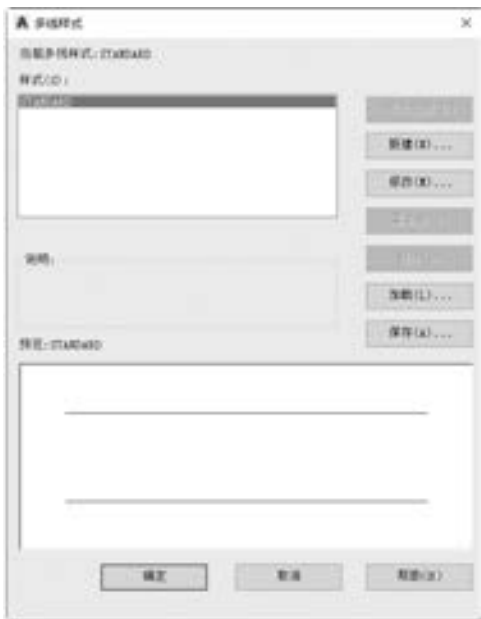 多线样式
当前多线样式:STANDARD
样式(S):
STANDARD
新建(N)...
修改(M)...
说明:
加载(L)...
保存(A)...
预览:STANDARD
确定
取消
帮助(H)